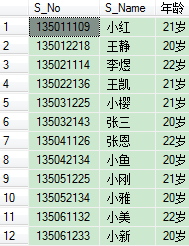 S_No S_Name 年龄
1 135011109 小红 21岁
2 135012218 王静 20岁
3 135021114 李煜 22岁
4 135022136 王凯 21岁
5 135031225 小樱 21岁
6 135032143 张三 20岁
7 135041126 张恩 22岁
8 135042134 小鱼 20岁
9 135051225 小刚 21岁
10 135052134 小雅 20岁
11 135061132 小美 22岁
12 135061233 小新 20岁